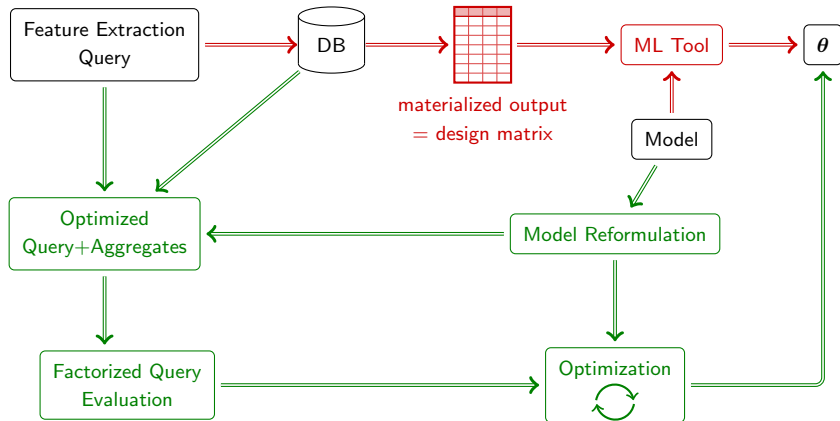 Feature Extraction
Query
DB
materialized output
= design matrix
ML Tool
θ
Model
Optimized
Query+Aggregates
Model Reformulation
Factorized Query
Evaluation
Optimization